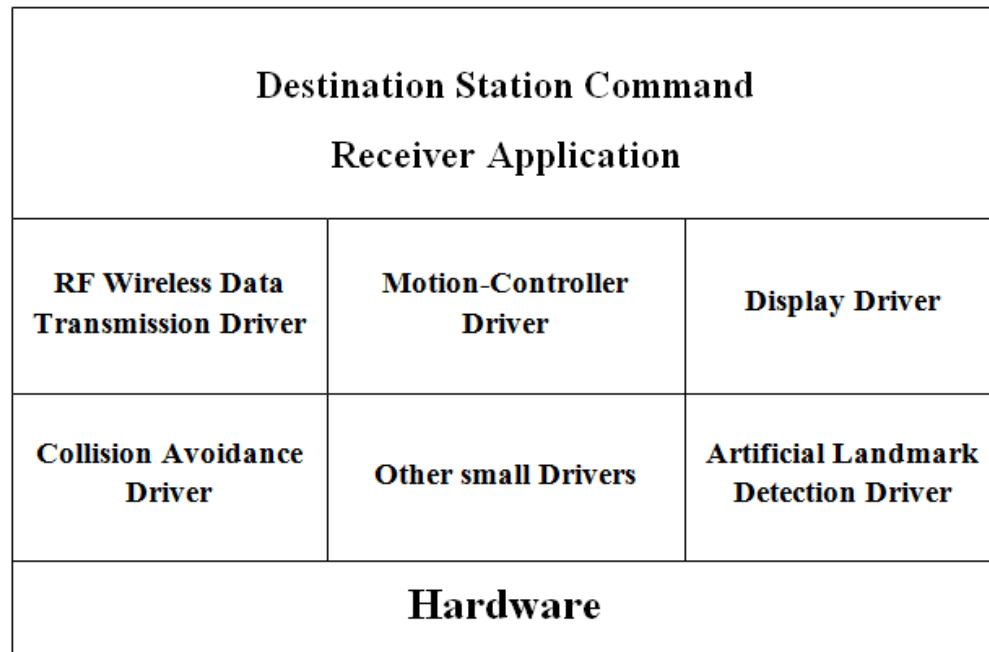 Destination Station Command
Receiver Application
RF Wireless Data
Transmission Driver
Motion-Controller
Driver
Display Driver
Collision Avoidance
Driver
Other small Drivers
Artificial Landmark
Detection Driver
Hardware